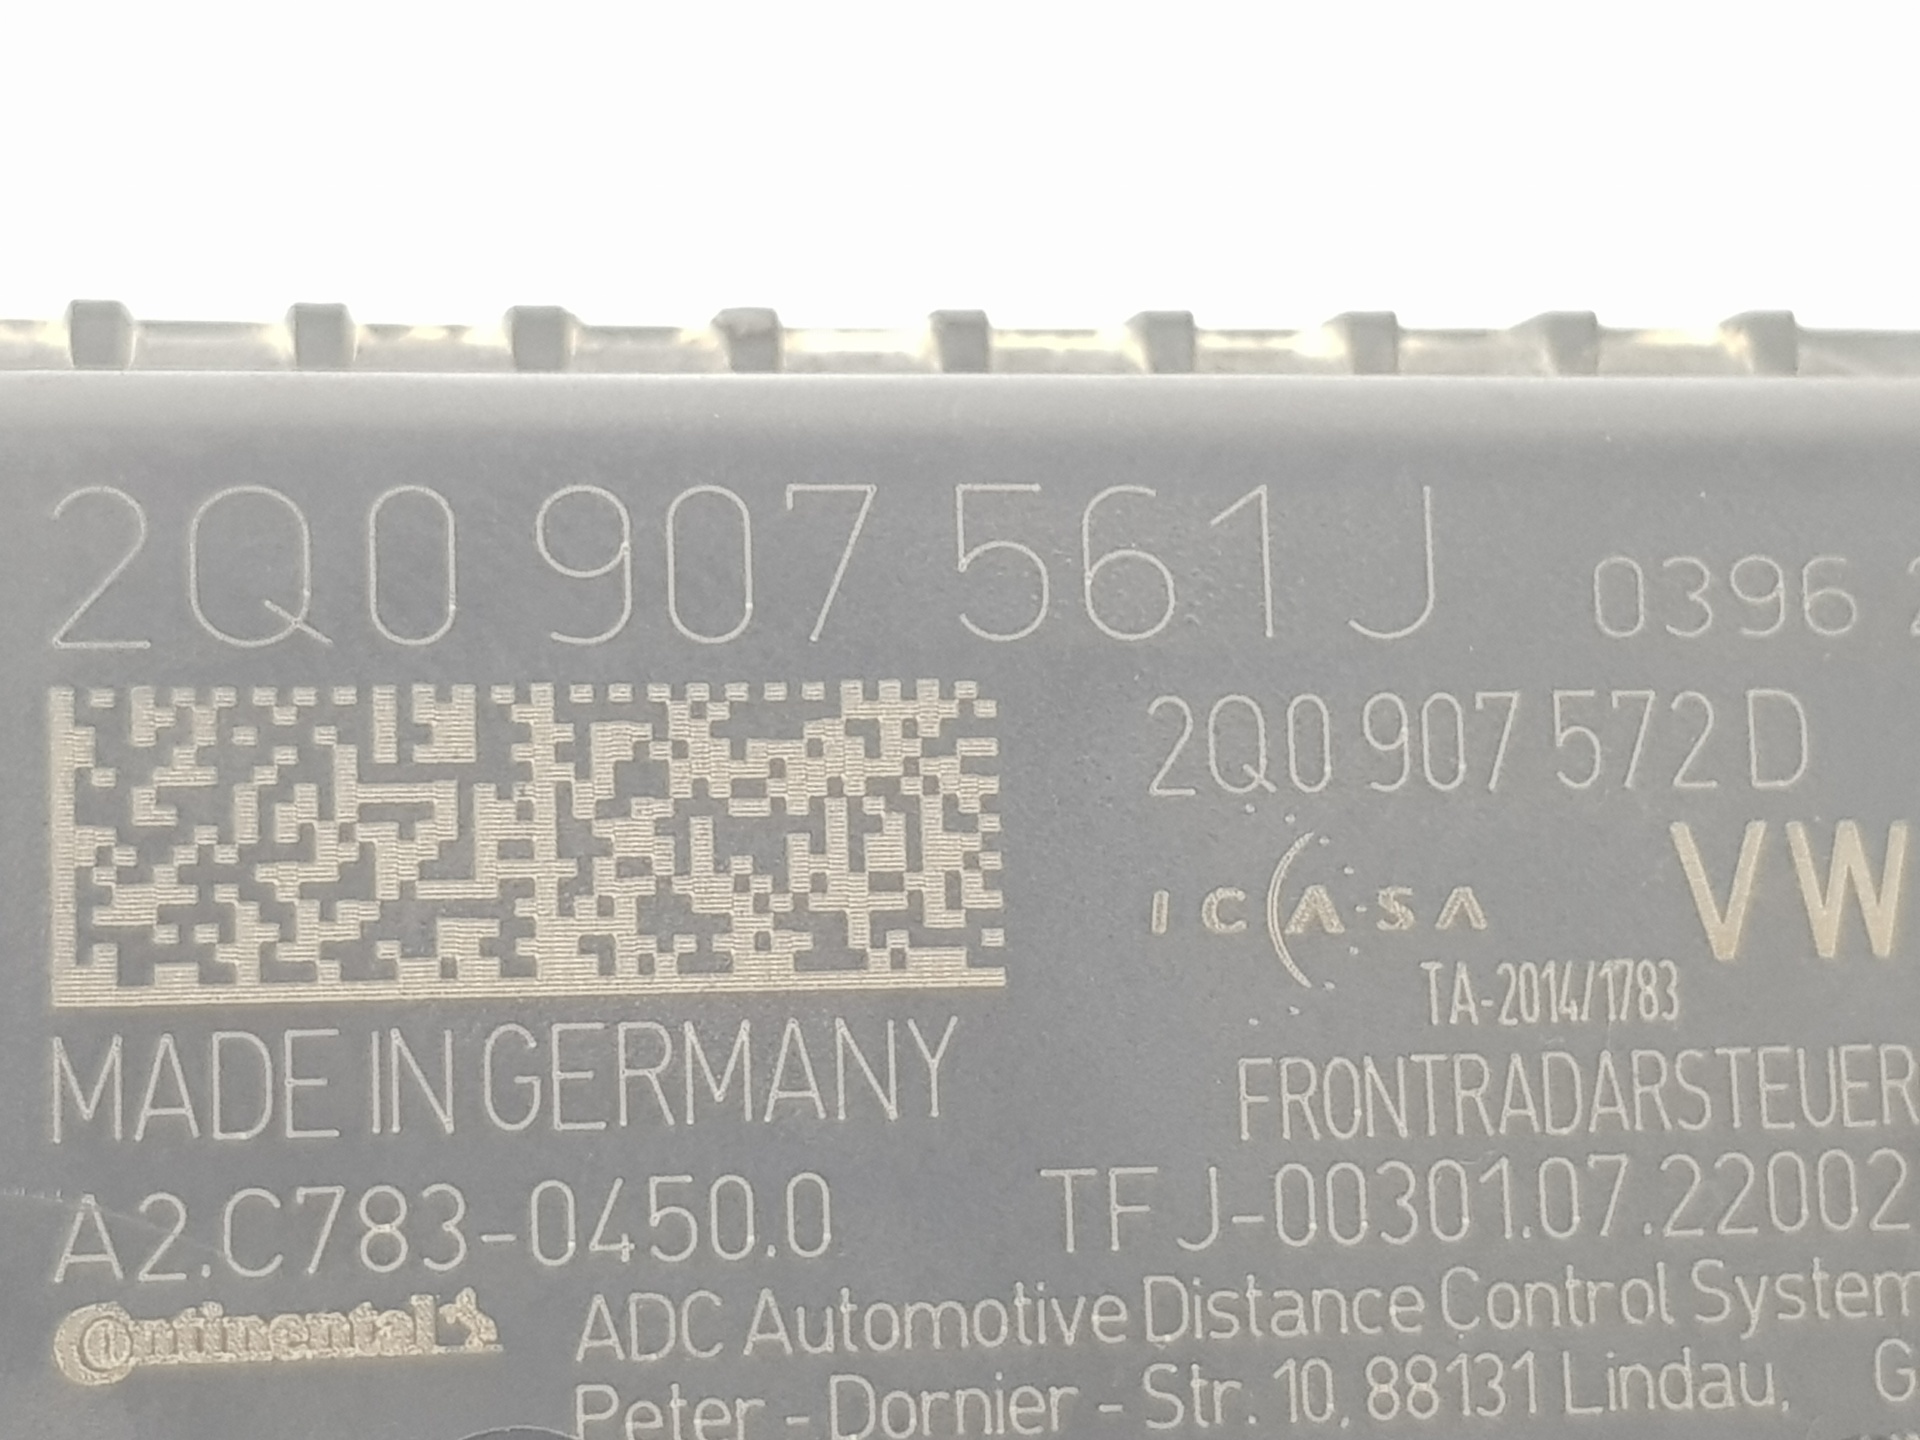 2Q0 907 561 J 0396
2Q0 907 572 D
ICASA VW
TA-2014/1783
MADE IN GERMANY FRONTRADARSTEUER
A2.C783-0450.0 TFJ-00301.07.22002
Continental ADC Automotive Distance Control System
Peter - Dornier - Str. 10, 88131 Lindau, G